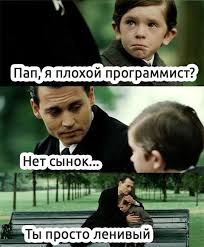 Пап, я плохой программист?
Нет сынок...
Ты просто ленивый